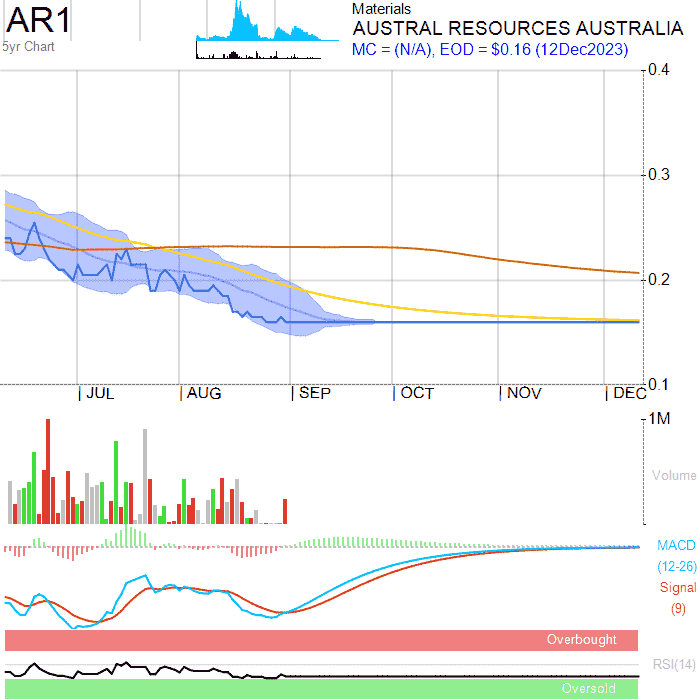 AR1
5yr Chart
Materials
AUSTRAL RESOURCES AUSTRALIA
MC = (N/A), EOD = $0.16 (12Dec2023)
0.4
0.3
0.2
0.1
JUL AUG SEP OCT NOV DEC
1M
Volume
MACD
(12-26)
Signal
(9)
Overbought
RSI(14)
Oversold